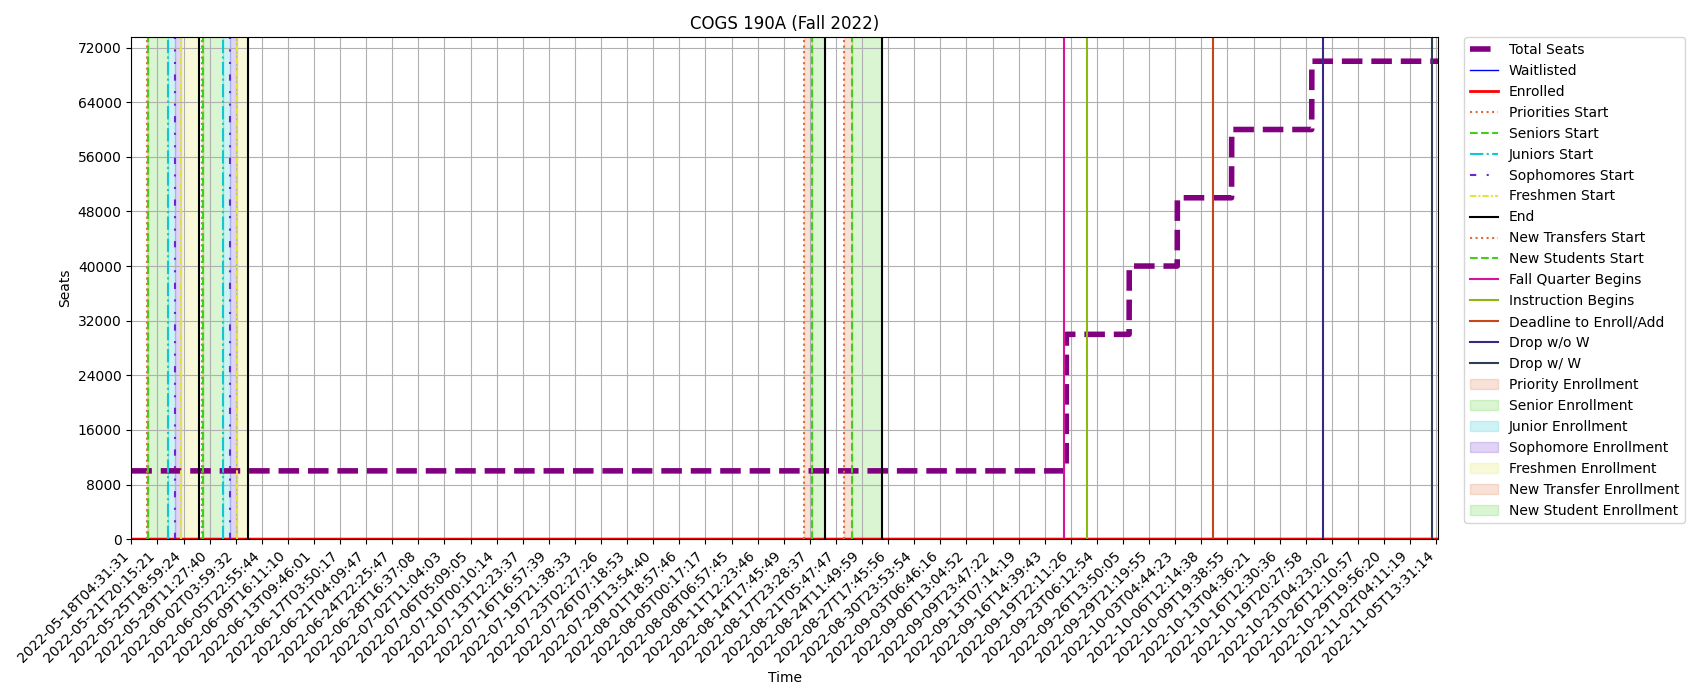 COGS 190A (Fall 2022)
Seats
72000
64000
56000
48000
40000
32000
24000
16000
8000
0
2022-05-18T04:31:31
2022-05-21T20:15:21
2022-05-25T18:59:24
2022-05-29T11:27:40
2022-06-02T03:59:32
2022-06-05T22:55:44
2022-06-09T16:11:10
2022-06-13T09:46:01
2022-06-17T03:50:17
2022-06-21T04:09:47
2022-06-24T22:25:47
2022-06-28T16:37:08
2022-07-02T11:04:03
2022-07-06T05:09:05
2022-07-10T00:10:14
2022-07-13T12:23:37
2022-07-16T16:57:39
2022-07-19T21:38:33
2022-07-23T02:27:26
2022-07-26T07:18:53
2022-07-29T13:54:40
2022-08-01T18:57:46
2022-08-05T00:17:17
2022-08-08T06:57:45
2022-08-11T12:23:46
2022-08-14T17:45:49
2022-08-17T23:28:37
2022-08-21T05:47:47
2022-08-24T11:49:59
2022-08-27T17:45:56
2022-08-30T23:53:54
2022-09-03T06:46:16
2022-09-06T13:04:52
2022-09-09T23:47:22
2022-09-13T07:14:19
2022-09-16T14:39:43
2022-09-19T22:11:26
2022-09-23T06:12:54
2022-09-26T13:50:05
2022-09-29T21:19:55
2022-10-03T04:44:23
2022-10-06T12:14:38
2022-10-09T19:38:55
2022-10-13T04:36:21
2022-10-16T12:30:36
2022-10-19T20:27:58
2022-10-23T04:23:02
2022-10-26T12:10:57
2022-10-29T19:56:20
2022-11-02T04:11:19
2022-11-05T13:31:14
Time
Total Seats
Waitlisted
Enrolled
Priorities Start
Seniors Start
Juniors Start
Sophomores Start
Freshmen Start
End
New Transfers Start
New Students Start
Fall Quarter Begins
Instruction Begins
Deadline to Enroll/Add
Drop w/o W
Drop w/ W
Priority Enrollment
Senior Enrollment
Junior Enrollment
Sophomore Enrollment
Freshmen Enrollment
New Transfer Enrollment
New Student Enrollment